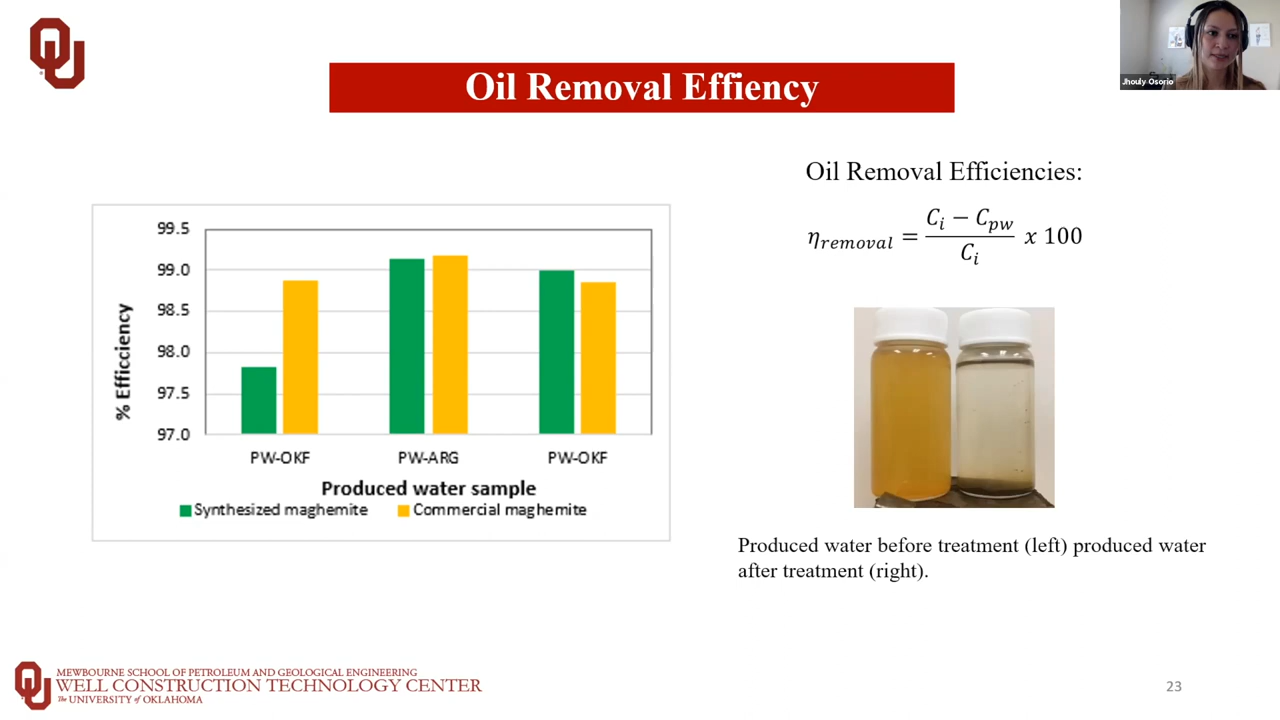 OU
Oil Removal Effiency
Jhouly Osorio
Oil Removal Efficiencies:
η_removal = (C_i − C_pw) / C_i x 100
% Efficciency
99.5
99.0
98.5
98.0
97.5
97.0
PW-OKF PW-ARG PW-OKF
Produced water sample
Synthesized maghemite Commercial maghemite
Produced water before treatment (left) produced water
after treatment (right).
OU
MEWBOURNE SCHOOL OF PETROLEUM AND GEOLOGICAL ENGINEERING
WELL CONSTRUCTION TECHNOLOGY CENTER
The UNIVERSITY of OKLAHOMA
23